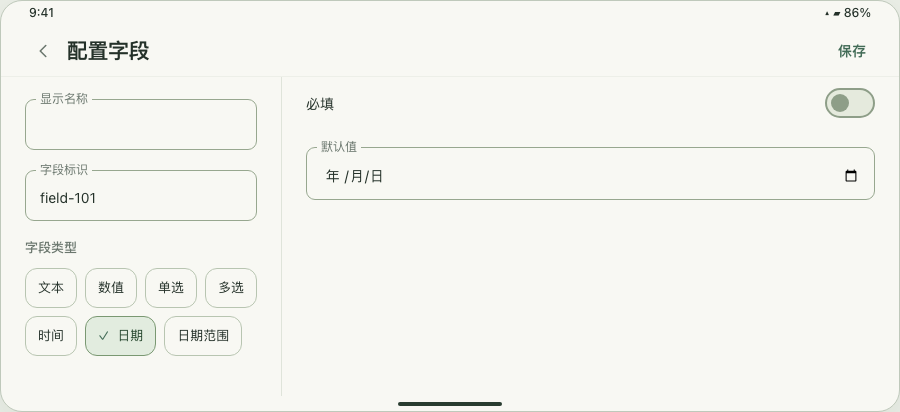 9:41
86%
配置字段
保存
显示名称
字段标识
field-101
字段类型
文本
数值
单选
多选
时间
日期
日期范围
必填
默认值
年 /月/日